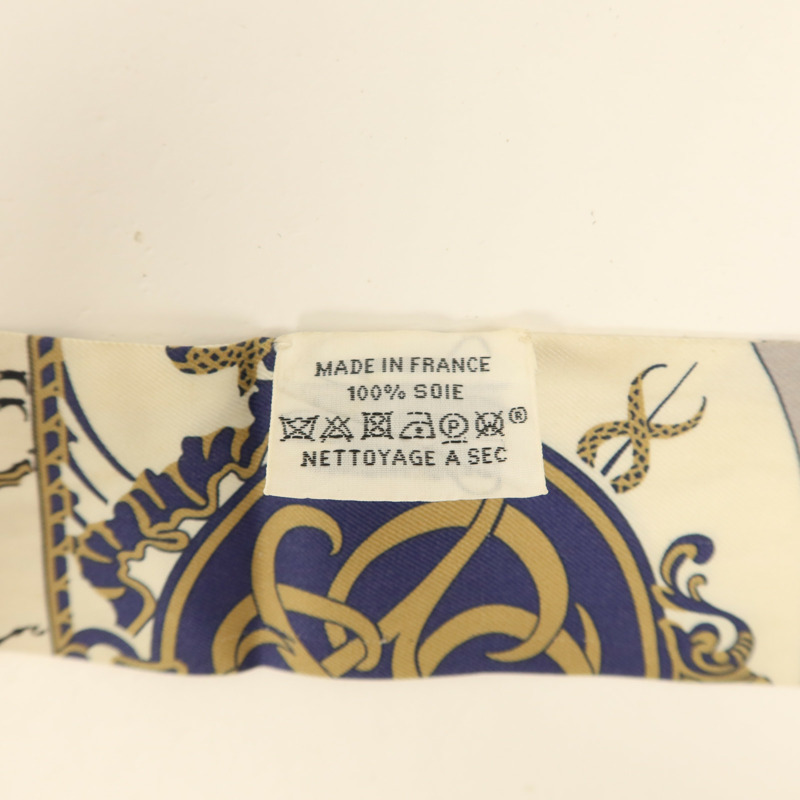 MADE IN FRANCE
100% SOIE
P W ®
NETTOYAGE A SEC